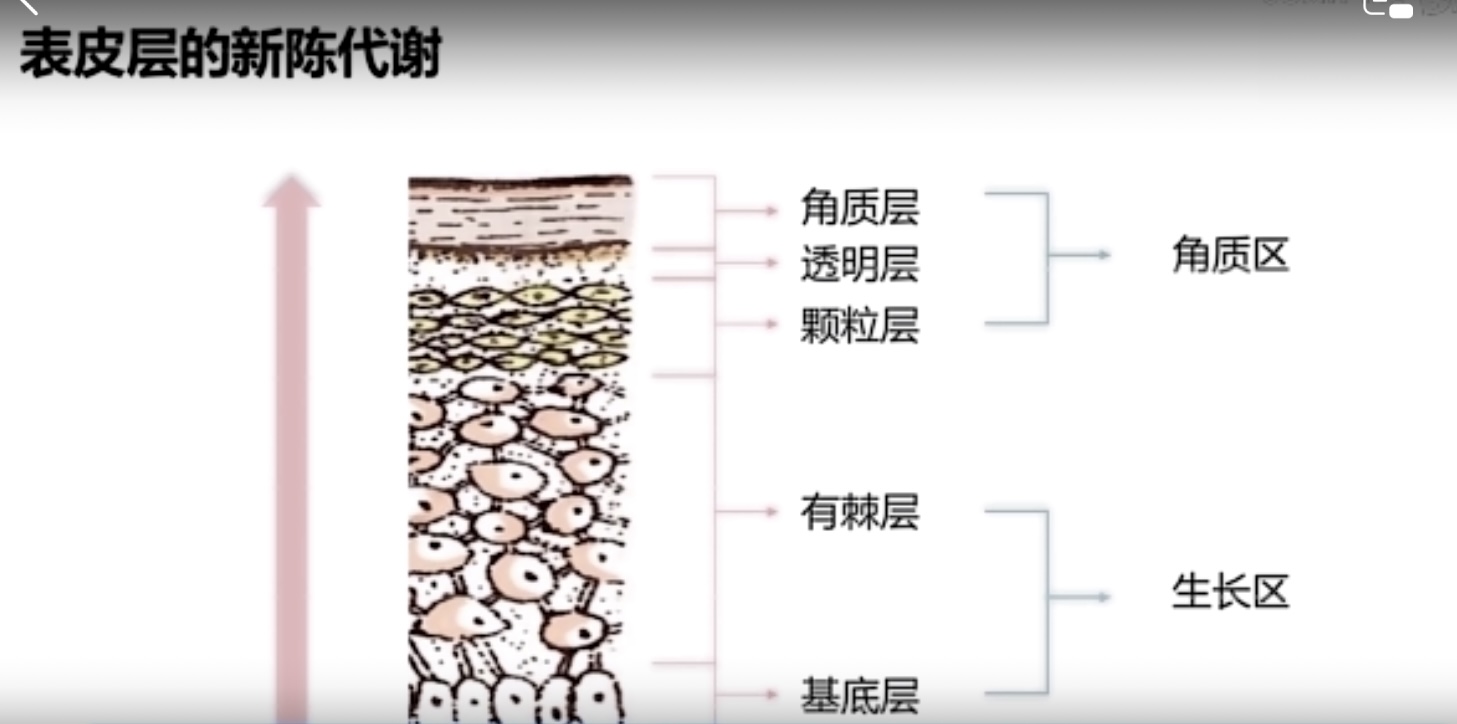 表皮层的新陈代谢
角质层
透明层
颗粒层
角质区
有棘层
生长区
基底层